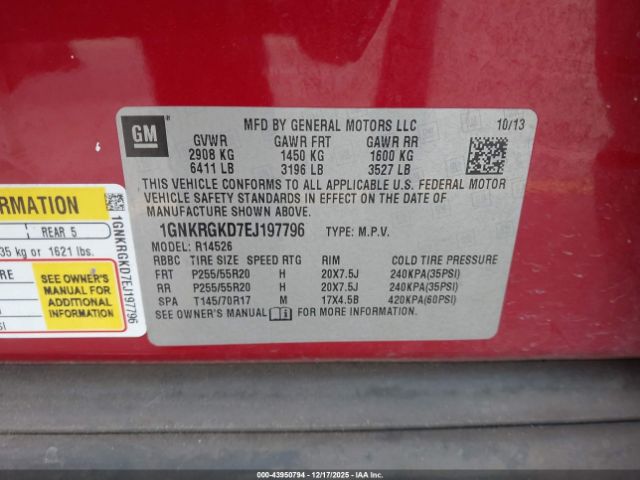 GM
MFD BY GENERAL MOTORS LLC 10/13
GVWR GAWR FRT GAWR RR
2908 KG 1450 KG 1600 KG
6411 LB 3196 LB 3527 LB
THIS VEHICLE CONFORMS TO ALL APPLICABLE U.S. FEDERAL MOTOR
VEHICLE SAFETY STANDARDS IN EFFECT ON THE DATE OF
MANUFACTURE SHOWN ABOVE.
1GNKRGKD7EJ197796 TYPE: M.P.V.
MODEL: R14526
RBBC TIRE SIZE SPEED RTG RIM COLD TIRE PRESSURE
FRT P255/55R20 H 20X7.5J 240KPA(35PSI)
RR P255/55R20 H 20X7.5J 240KPA(35PSI)
SPA T145/70R17 M 17X4.5B 420KPA(60PSI)
SEE OWNER'S MANUAL i FOR MORE INFORMATION.
ORMATION
REAR 5
35 kg or 1621 lbs.
RE
SEE OWNER'S
MANUAL FOR
ADDITIONAL
INFORMATION
1GNKRGKD7EJ197796
000-43950794 - 12/17/2025 - IAAI.COM